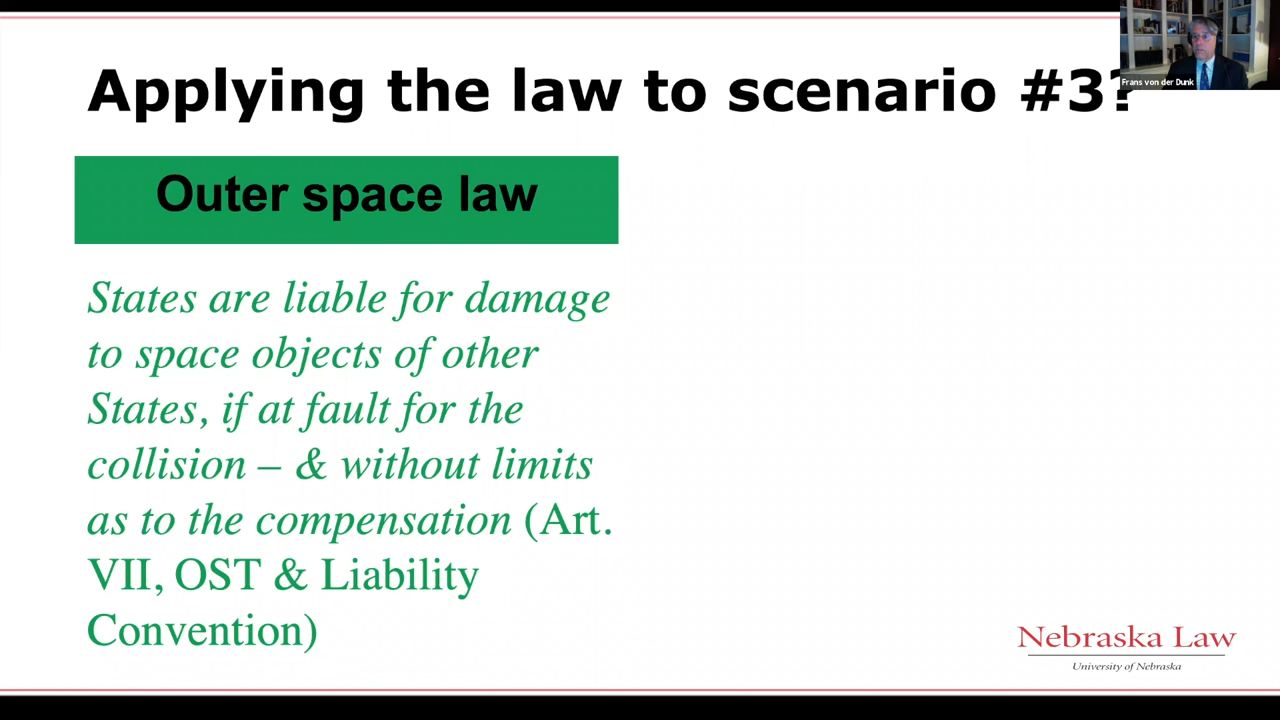 Applying the law to scenario #3?
Frans von der Dunk
Outer space law
States are liable for damage
to space objects of other
States, if at fault for the
collision – & without limits
as to the compensation (Art.
VII, OST & Liability
Convention)
Nebraska Law
University of Nebraska